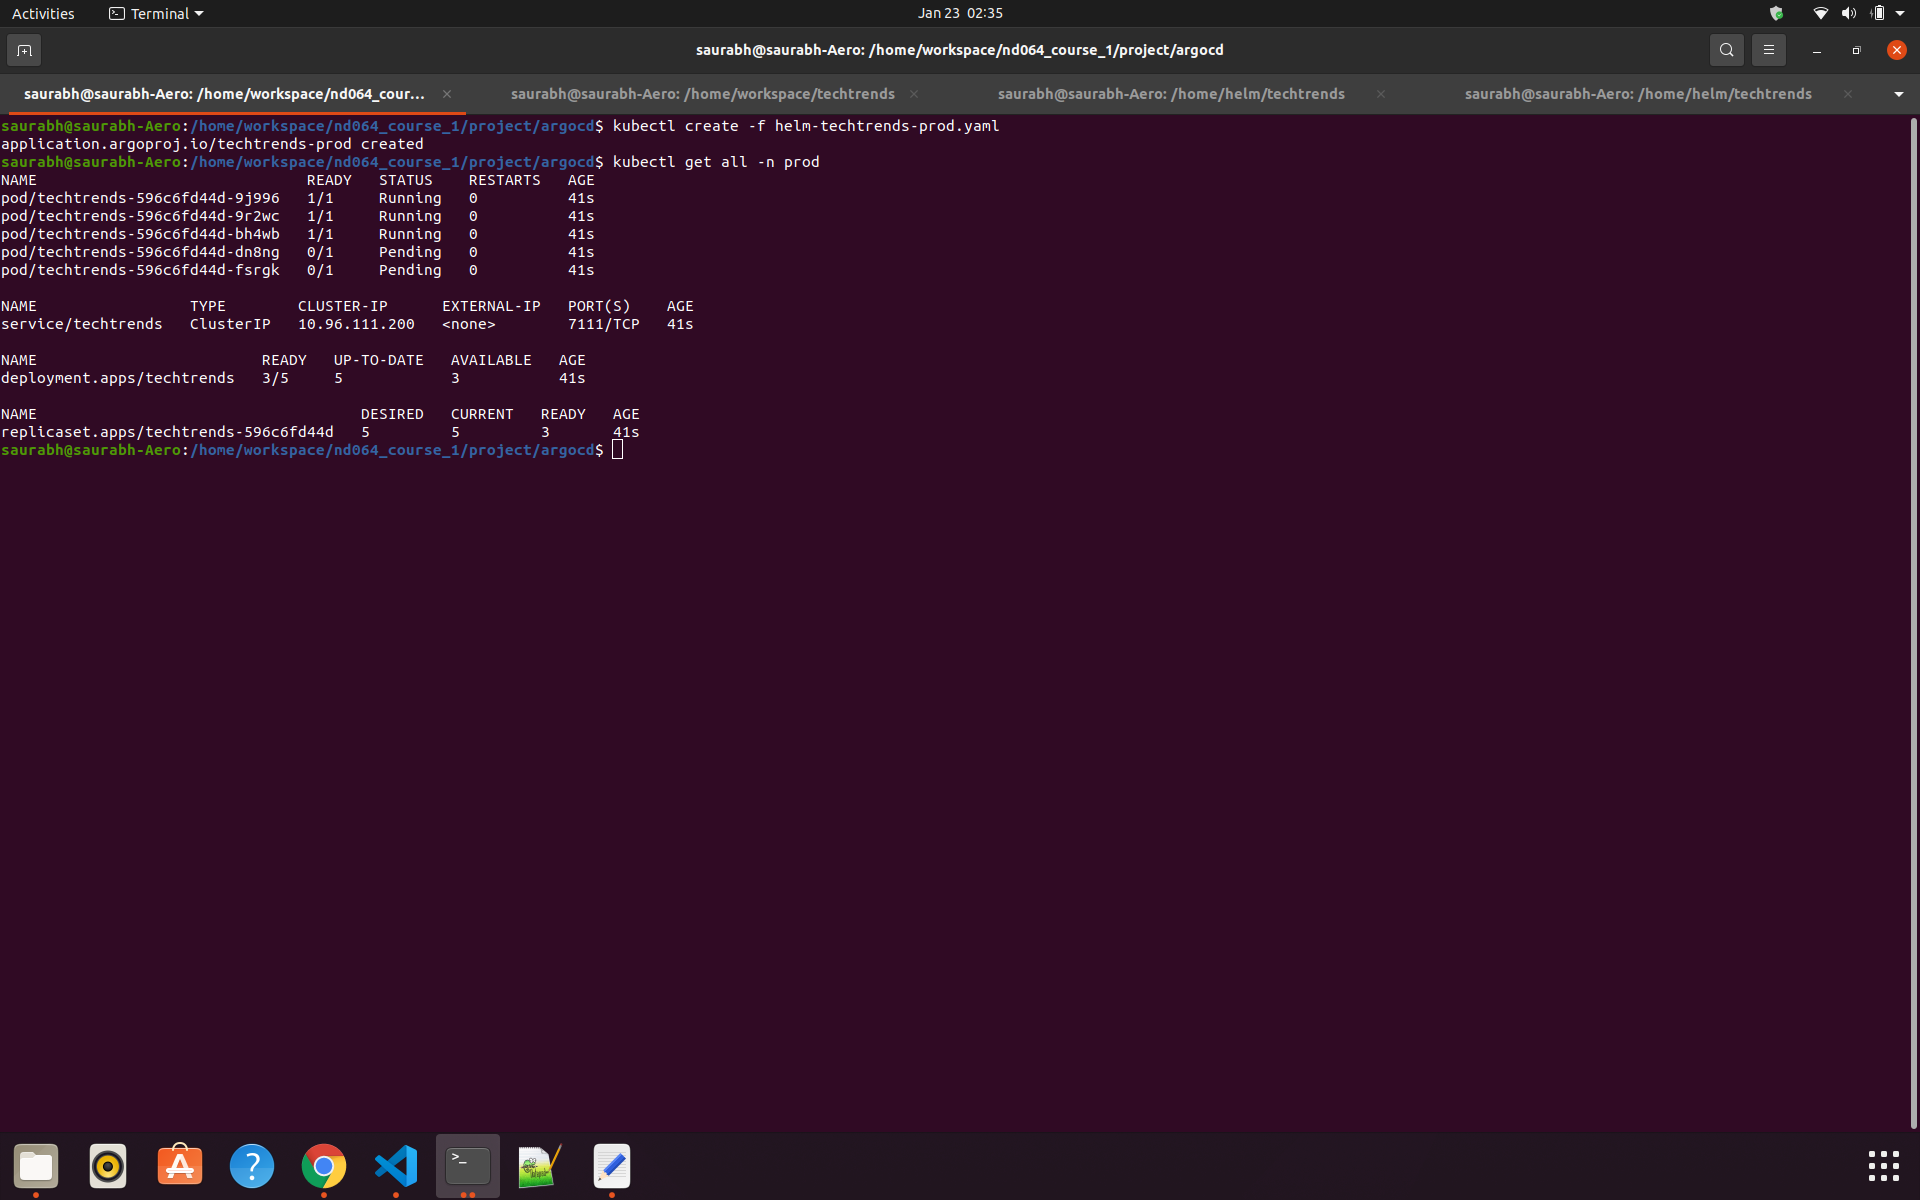 Activities Terminal Jan 23 02:35
saurabh@saurabh-Aero: /home/workspace/nd064_course_1/project/argocd
saurabh@saurabh-Aero: /home/workspace/nd064_cour... saurabh@saurabh-Aero: /home/workspace/techtrends saurabh@saurabh-Aero: /home/helm/techtrends saurabh@saurabh-Aero: /home/helm/techtrends
saurabh@saurabh-Aero:/home/workspace/nd064_course_1/project/argocd$ kubectl create -f helm-techtrends-prod.yaml
application.argoproj.io/techtrends-prod created
saurabh@saurabh-Aero:/home/workspace/nd064_course_1/project/argocd$ kubectl get all -n prod
NAME READY STATUS RESTARTS AGE
pod/techtrends-596c6fd44d-9j996 1/1 Running 0 41s
pod/techtrends-596c6fd44d-9r2wc 1/1 Running 0 41s
pod/techtrends-596c6fd44d-bh4wb 1/1 Running 0 41s
pod/techtrends-596c6fd44d-dn8ng 0/1 Pending 0 41s
pod/techtrends-596c6fd44d-fsrgk 0/1 Pending 0 41s
NAME TYPE CLUSTER-IP EXTERNAL-IP PORT(S) AGE
service/techtrends ClusterIP 10.96.111.200 <none> 7111/TCP 41s
NAME READY UP-TO-DATE AVAILABLE AGE
deployment.apps/techtrends 3/5 5 3 41s
NAME DESIRED CURRENT READY AGE
replicaset.apps/techtrends-596c6fd44d 5 5 3 41s
saurabh@saurabh-Aero:/home/workspace/nd064_course_1/project/argocd$